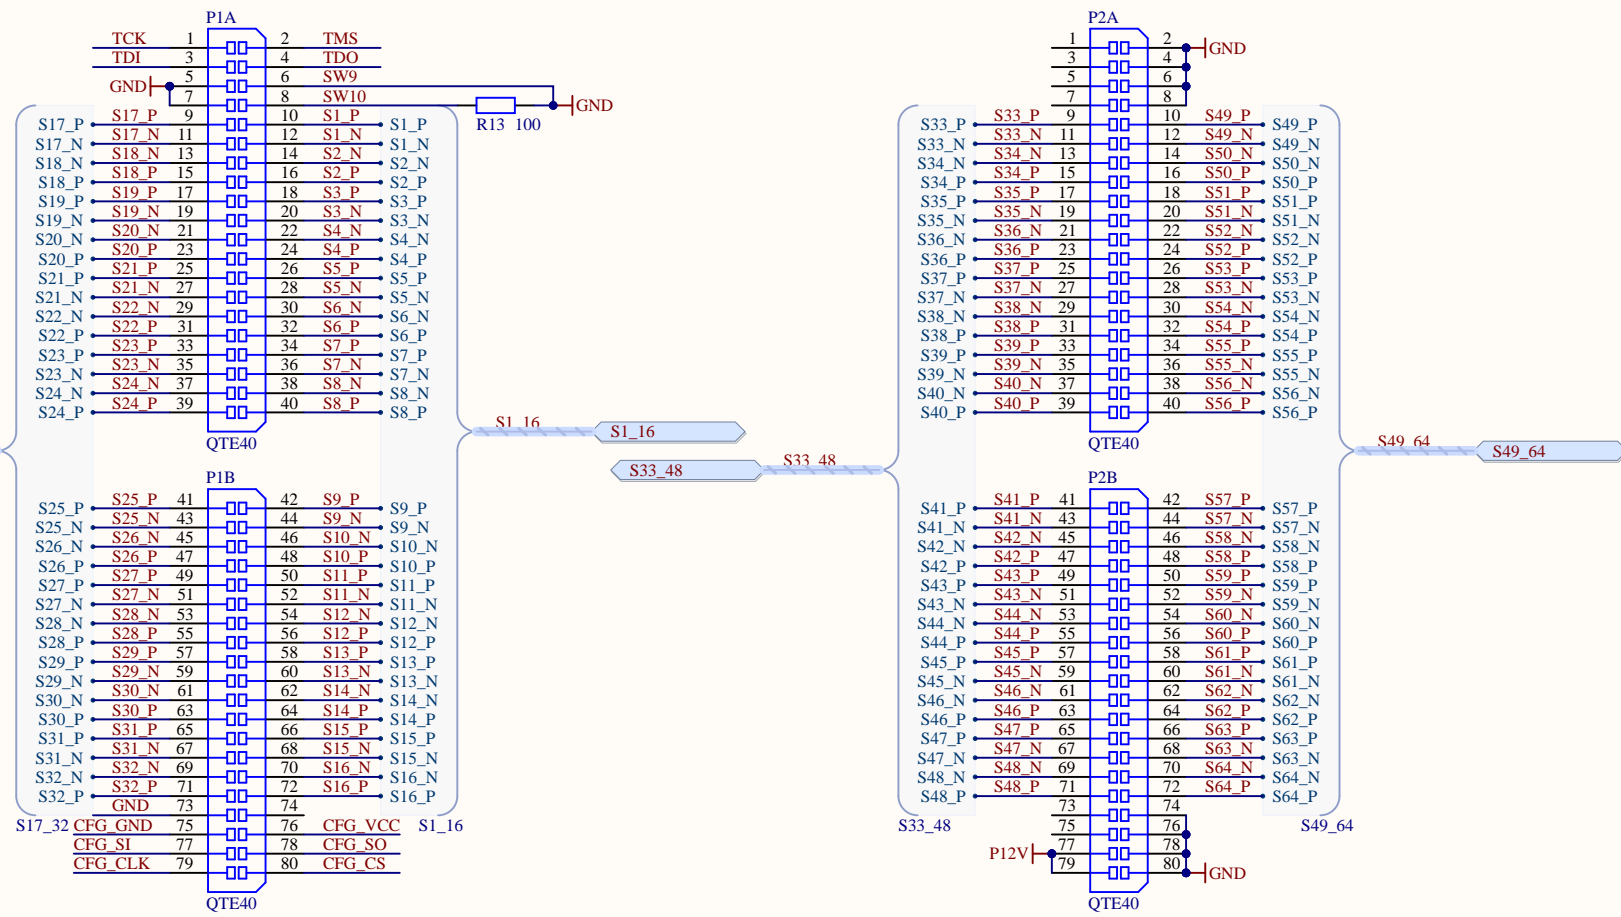 P1A P2A
TCK 1 2 TMS 1 2 GND
TDI 3 4 TDO 3 4
GND 5 6 SW9 5 6
7 8 SW10 GND 7 8
R13 100
S17_P S17_P 9 10 S1_P S1_P S33_P S33_P 9 10 S49_P S49_P
S17_N S17_N 11 12 S1_N S1_N S33_N S33_N 11 12 S49_N S49_N
S18_N S18_N 13 14 S2_N S2_N S34_N S34_N 13 14 S50_N S50_N
S18_P S18_P 15 16 S2_P S2_P S34_P S34_P 15 16 S50_P S50_P
S19_P S19_P 17 18 S3_P S3_P S35_P S35_P 17 18 S51_P S51_P
S19_N S19_N 19 20 S3_N S3_N S35_N S35_N 19 20 S51_N S51_N
S20_N S20_N 21 22 S4_N S4_N S36_N S36_N 21 22 S52_N S52_N
S20_P S20_P 23 24 S4_P S4_P S36_P S36_P 23 24 S52_P S52_P
S21_P S21_P 25 26 S5_P S5_P S37_P S37_P 25 26 S53_P S53_P
S21_N S21_N 27 28 S5_N S5_N S37_N S37_N 27 28 S53_N S53_N
S22_N S22_N 29 30 S6_N S6_N S38_N S38_N 29 30 S54_N S54_N
S22_P S22_P 31 32 S6_P S6_P S38_P S38_P 31 32 S54_P S54_P
S23_P S23_P 33 34 S7_P S7_P S39_P S39_P 33 34 S55_P S55_P
S23_N S23_N 35 36 S7_N S7_N S39_N S39_N 35 36 S55_N S55_N
S24_N S24_N 37 38 S8_N S8_N S40_N S40_N 37 38 S56_N S56_N
S24_P S24_P 39 40 S8_P S8_P S40_P S40_P 39 40 S56_P S56_P
S1_16 S1_16
QTE40 QTE40
S49_64 S49_64
S33_48 S33_48
P1B P2B
S25_P S25_P 41 42 S9_P S9_P S41_P S41_P 41 42 S57_P S57_P
S25_N S25_N 43 44 S9_N S9_N S41_N S41_N 43 44 S57_N S57_N
S26_N S26_N 45 46 S10_N S10_N S42_N S42_N 45 46 S58_N S58_N
S26_P S26_P 47 48 S10_P S10_P S42_P S42_P 47 48 S58_P S58_P
S27_P S27_P 49 50 S11_P S11_P S43_P S43_P 49 50 S59_P S59_P
S27_N S27_N 51 52 S11_N S11_N S43_N S43_N 51 52 S59_N S59_N
S28_N S28_N 53 54 S12_N S12_N S44_N S44_N 53 54 S60_N S60_N
S28_P S28_P 55 56 S12_P S12_P S44_P S44_P 55 56 S60_P S60_P
S29_P S29_P 57 58 S13_P S13_P S45_P S45_P 57 58 S61_P S61_P
S29_N S29_N 59 60 S13_N S13_N S45_N S45_N 59 60 S61_N S61_N
S30_N S30_N 61 62 S14_N S14_N S46_N S46_N 61 62 S62_N S62_N
S30_P S30_P 63 64 S14_P S14_P S46_P S46_P 63 64 S62_P S62_P
S31_P S31_P 65 66 S15_P S15_P S47_P S47_P 65 66 S63_P S63_P
S31_N S31_N 67 68 S15_N S15_N S47_N S47_N 67 68 S63_N S63_N
S32_N S32_N 69 70 S16_N S16_N S48_N S48_N 69 70 S64_N S64_N
S32_P S32_P 71 72 S16_P S16_P S48_P S48_P 71 72 S64_P S64_P
GND 73 74 73 74
S17_32 CFG_GND 75 76 CFG_VCC S1_16 S33_48 75 76 S49_64
CFG_SI 77 78 CFG_SO P12V 77 78
CFG_CLK 79 80 CFG_CS 79 80 GND
QTE40 QTE40